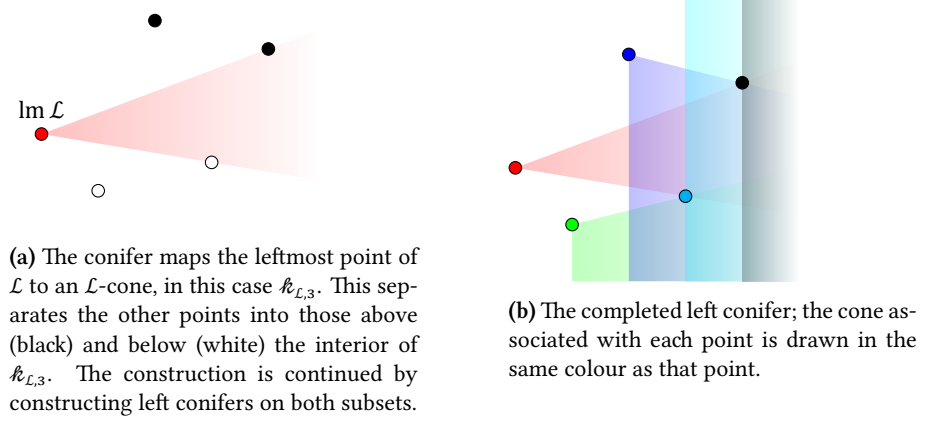 lm ℒ
(a) The conifer maps the leftmost point of
ℒ to an ℒ-cone, in this case 𝓀ℒ,3. This sep-
arates the other points into those above
(black) and below (white) the interior of
𝓀ℒ,3. The construction is continued by
constructing left conifers on both subsets.
(b) The completed left conifer; the cone as-
sociated with each point is drawn in the
same colour as that point.